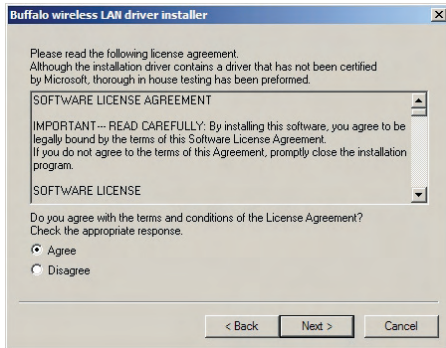 Buffalo wireless LAN driver installer
Please read the following license agreement.
Although the installation driver contains a driver that has not been certified
by Microsoft, thorough in house testing has been preformed.
SOFTWARE LICENSE AGREEMENT
IMPORTANT--- READ CAREFULLY: By installing this software, you agree to be
legally bound by the terms of this Software License Agreement.
If you do not agree to the terms of this Agreement, promptly close the installation
program.
SOFTWARE LICENSE
Do you agree with the terms and conditions of the License Agreement?
Check the appropriate response.
Agree
Disagree
< Back Next > Cancel